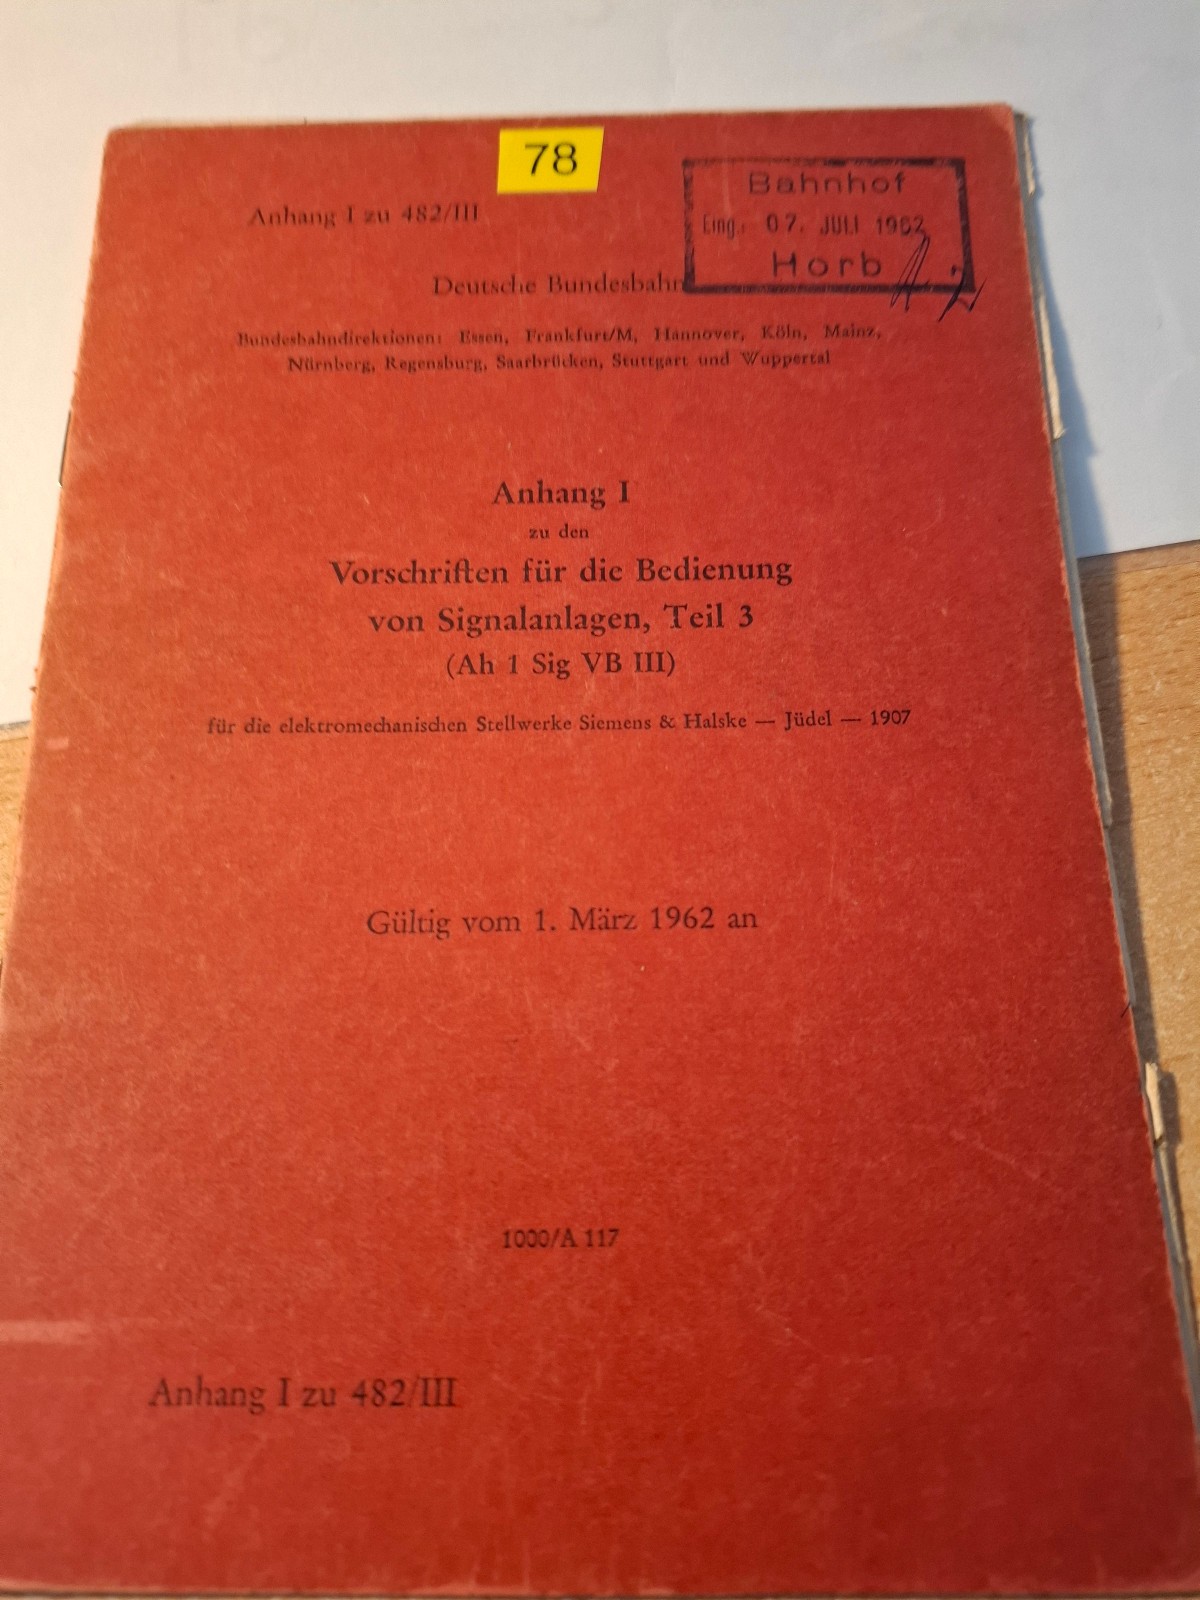 78
Anhang I zu 482/III
Bahnhof
Eing.: 07. JULI 1962
Horb
Deutsche Bundesbahn
Bundesbahndirektionen: Essen, Frankfurt/M, Hannover, Köln, Mainz,
Nürnberg, Regensburg, Saarbrücken, Stuttgart und Wuppertal
Anhang I
zu den
Vorschriften für die Bedienung
von Signalanlagen, Teil 3
(Ah 1 Sig VB III)
für die elektromechanischen Stellwerke Siemens & Halske — Jüdel — 1907
Gültig vom 1. März 1962 an
1000/A 117
Anhang I zu 482/III